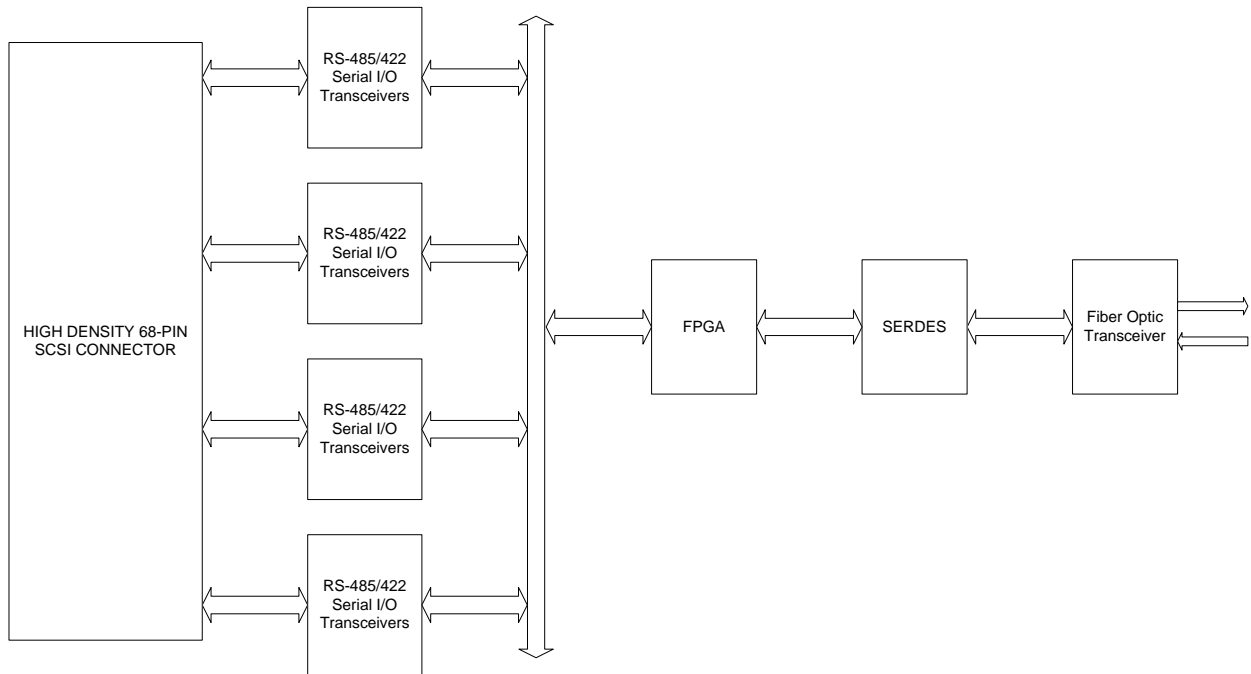 HIGH DENSITY 68-PIN
SCSI CONNECTOR
RS-485/422
Serial I/O
Transceivers
RS-485/422
Serial I/O
Transceivers
RS-485/422
Serial I/O
Transceivers
RS-485/422
Serial I/O
Transceivers
FPGA
SERDES
Fiber Optic
Transceiver